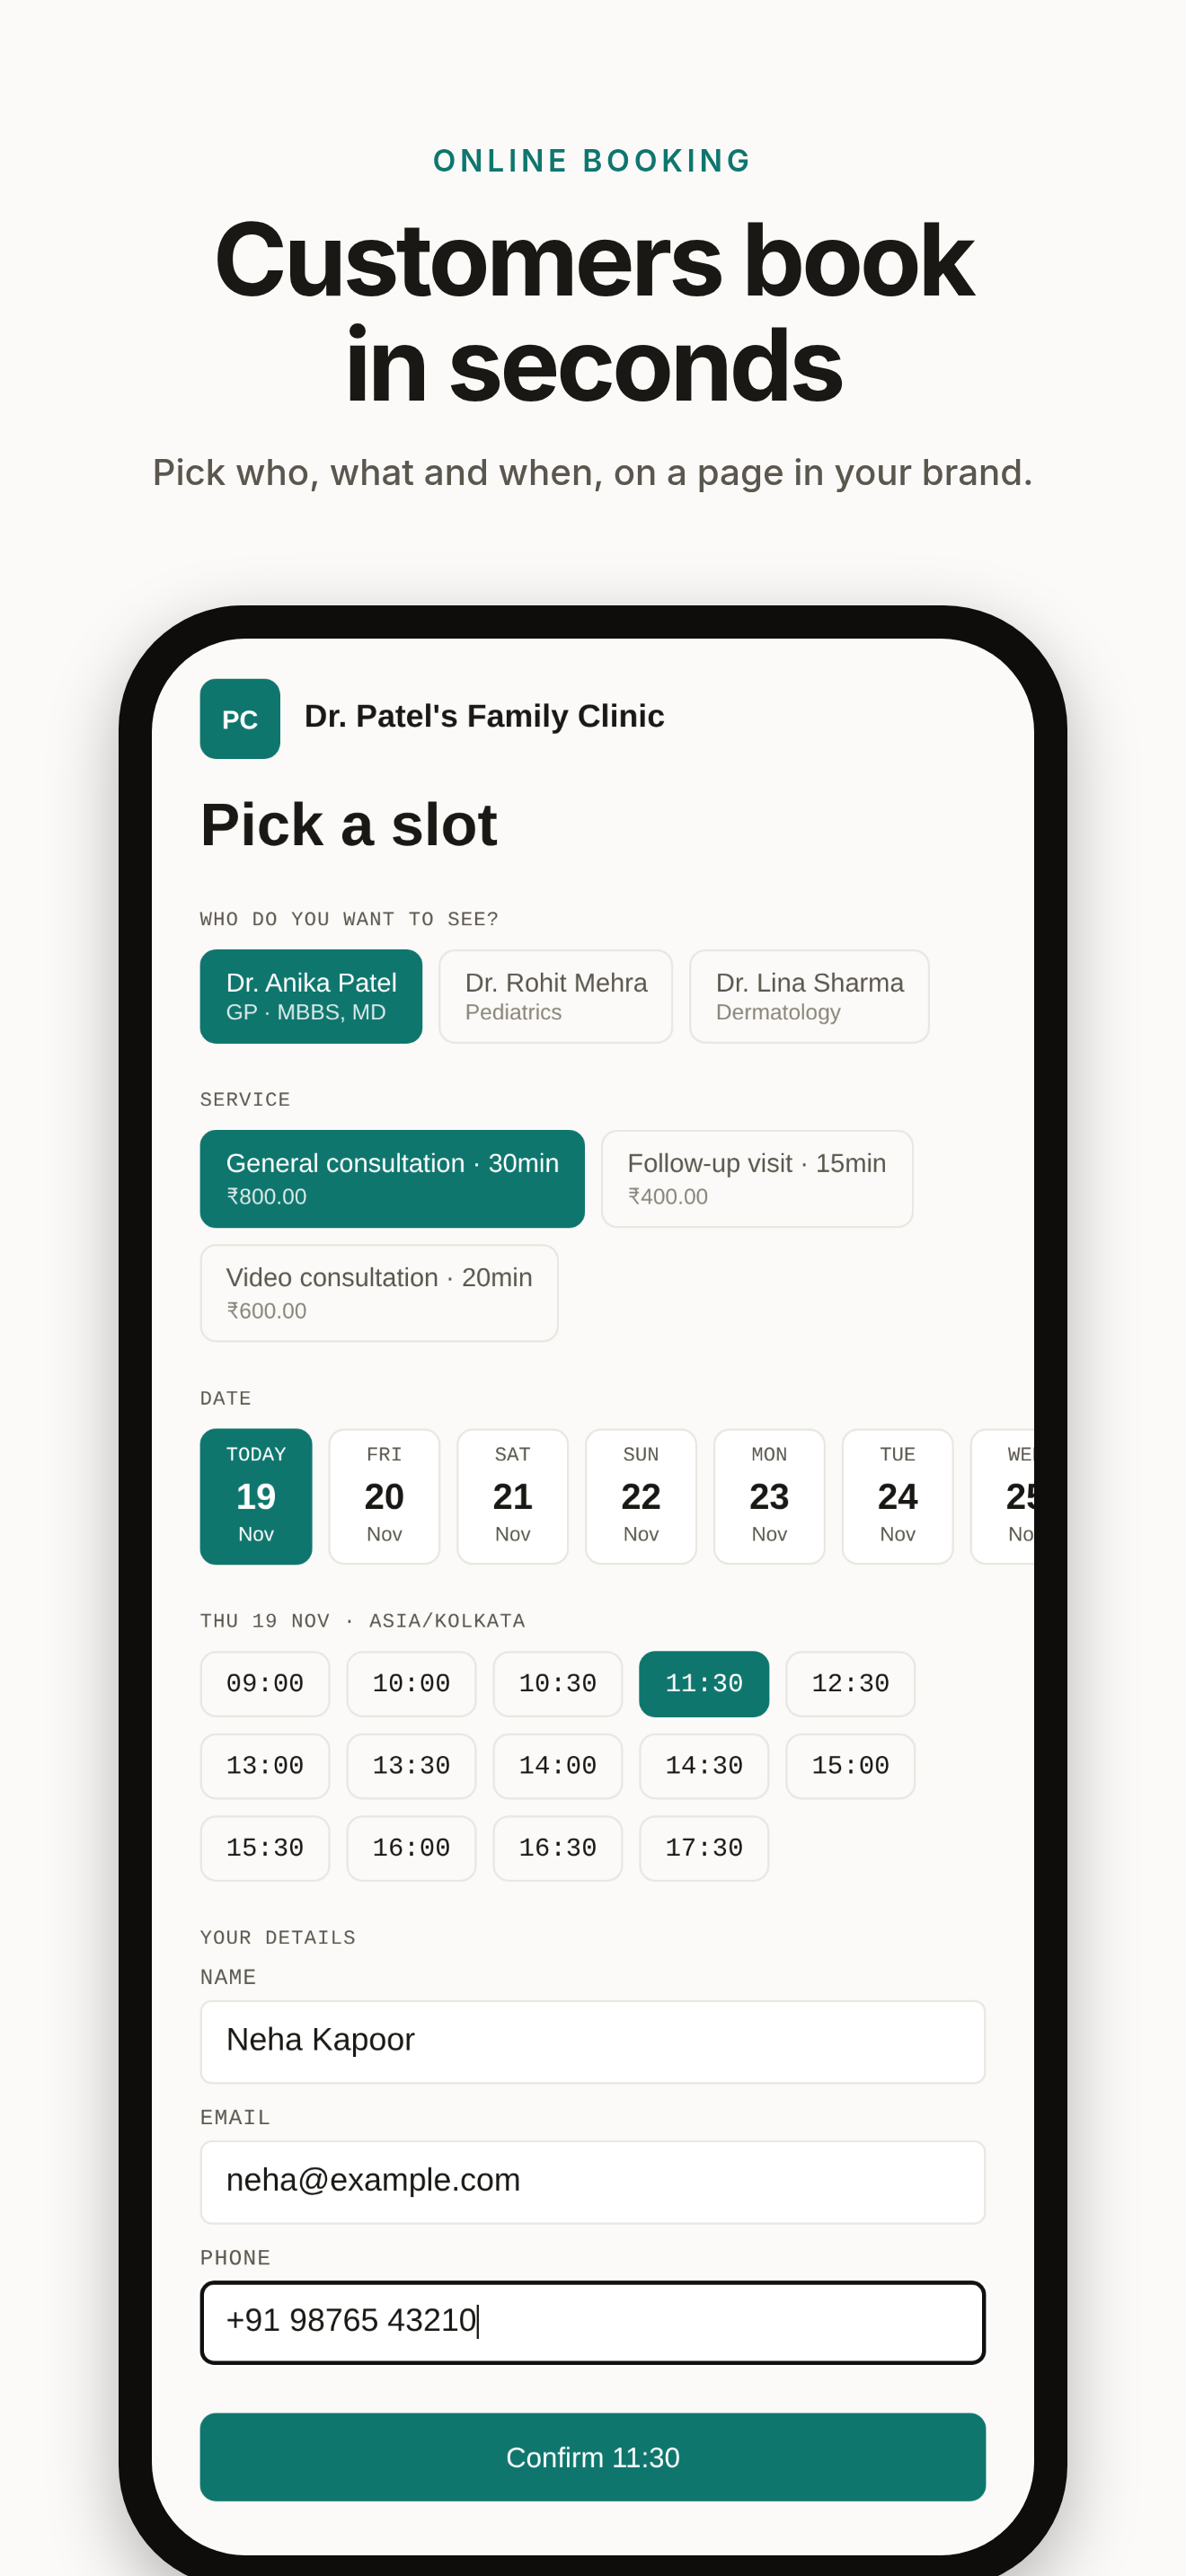 ONLINE BOOKING
Customers book
in seconds
Pick who, what and when, on a page in your brand.
PC
Dr. Patel's Family Clinic
Pick a slot
WHO DO YOU WANT TO SEE?
Dr. Anika Patel
GP · MBBS, MD
Dr. Rohit Mehra
Pediatrics
Dr. Lina Sharma
Dermatology
SERVICE
General consultation · 30min
₹800.00
Follow-up visit · 15min
₹400.00
Video consultation · 20min
₹600.00
DATE
TODAY
19
Nov
FRI
20
Nov
SAT
21
Nov
SUN
22
Nov
MON
23
Nov
TUE
24
Nov
WE
25
No
THU 19 NOV · ASIA/KOLKATA
09:00 10:00 10:30 11:30 12:30
13:00 13:30 14:00 14:30 15:00
15:30 16:00 16:30 17:30
YOUR DETAILS
NAME
Neha Kapoor
EMAIL
neha@example.com
PHONE
+91 98765 43210
Confirm 11:30